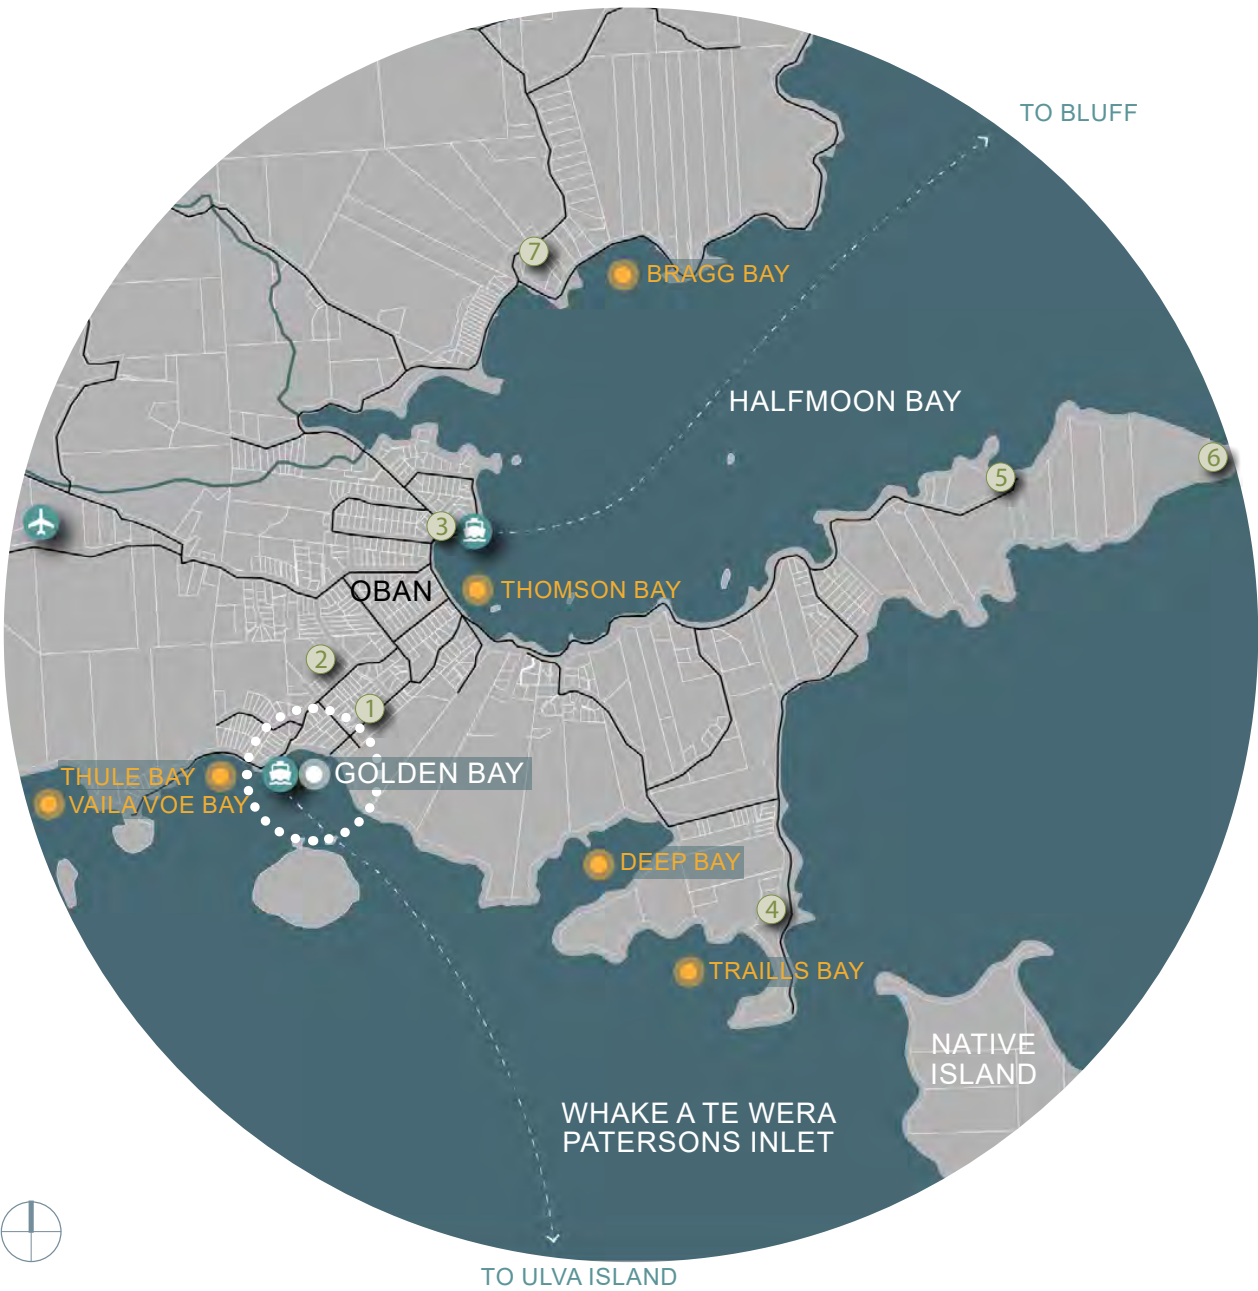 TO BLUFF
7
BRAGG BAY
HALFMOON BAY
6
5
3
OBAN
THOMSON BAY
2
1
GOLDEN BAY
THULE BAY
VAILA VOE BAY
DEEP BAY
4
TRAILLS BAY
NATIVE
ISLAND
WHAKE A TE WERA
PATERSONS INLET
TO ULVA ISLAND